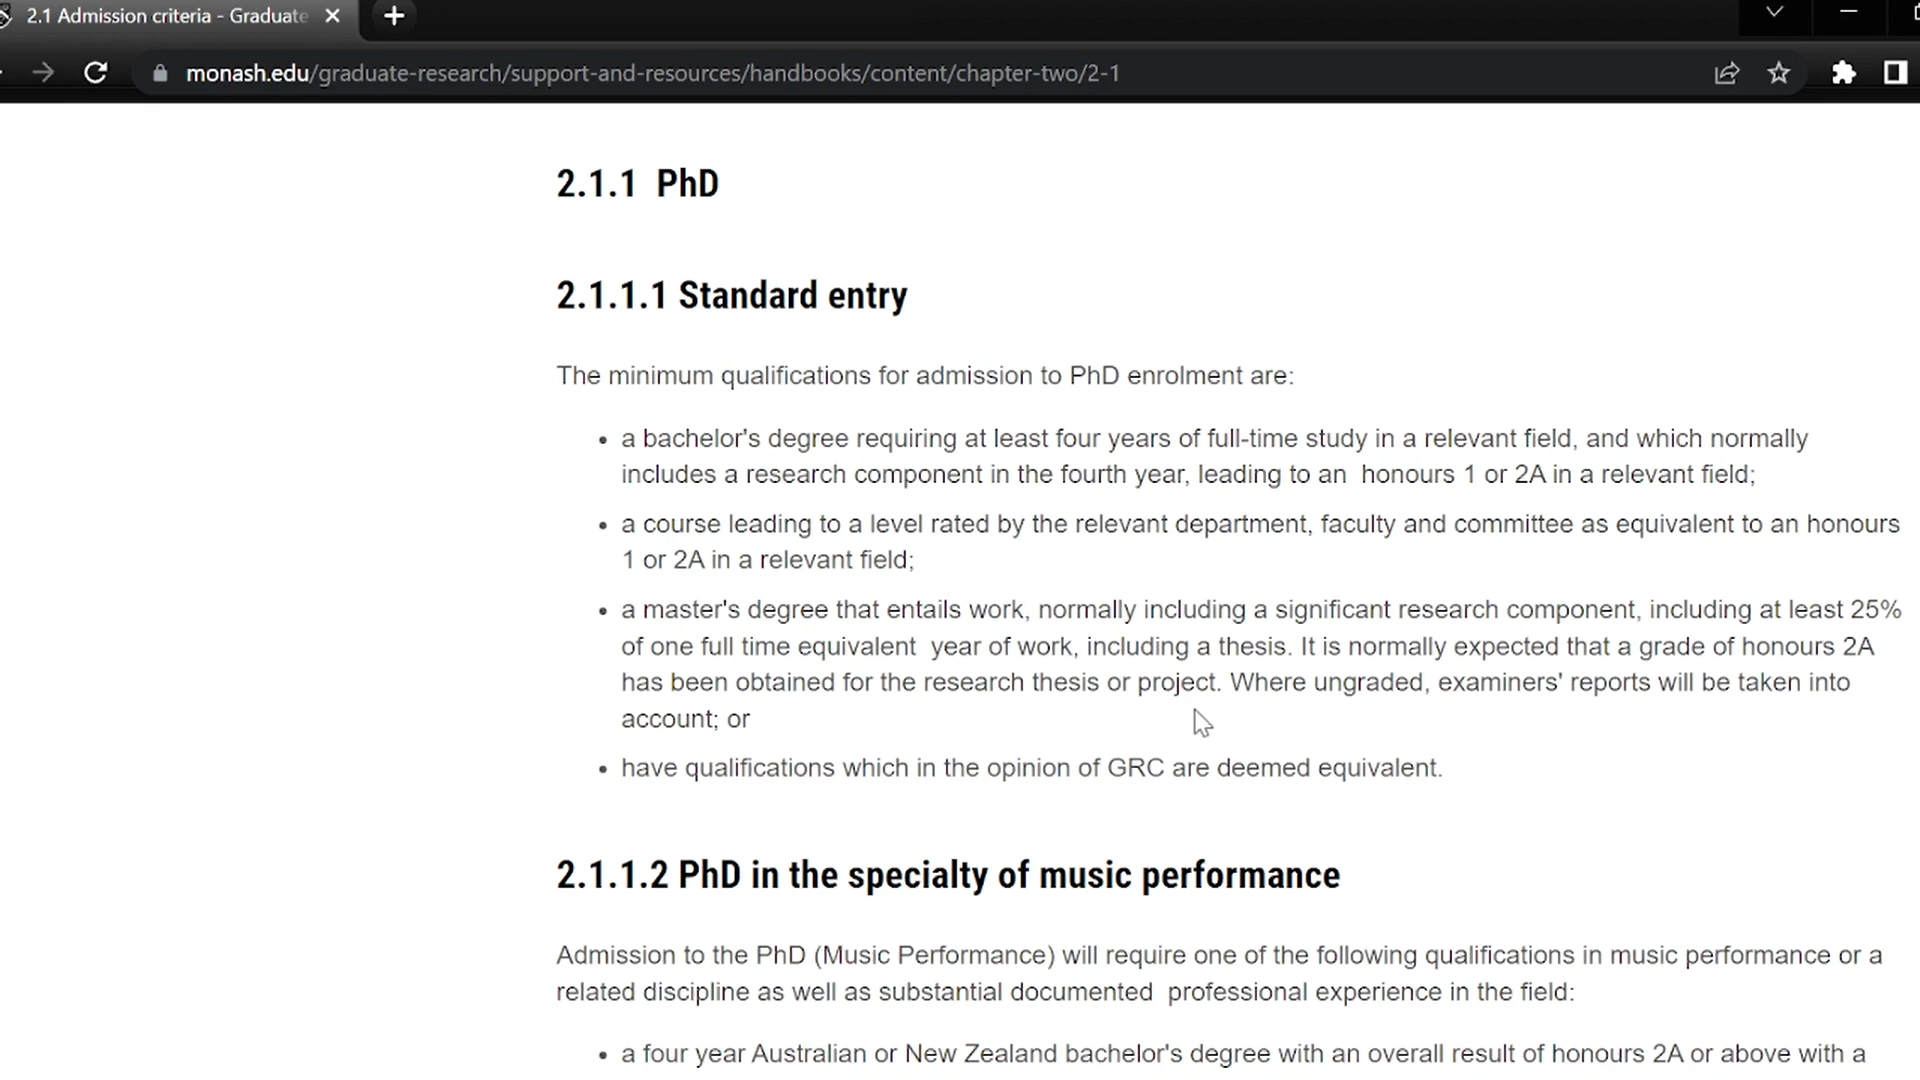 2.1 Admission criteria - Graduate
monash.edu/graduate-research/support-and-resources/handbooks/content/chapter-two/2-1
2.1.1 PhD
2.1.1.1 Standard entry
The minimum qualifications for admission to PhD enrolment are:
• a bachelor's degree requiring at least four years of full-time study in a relevant field, and which normally
includes a research component in the fourth year, leading to an honours 1 or 2A in a relevant field;
• a course leading to a level rated by the relevant department, faculty and committee as equivalent to an honours
1 or 2A in a relevant field;
• a master's degree that entails work, normally including a significant research component, including at least 25%
of one full time equivalent year of work, including a thesis. It is normally expected that a grade of honours 2A
has been obtained for the research thesis or project. Where ungraded, examiners' reports will be taken into
account; or
• have qualifications which in the opinion of GRC are deemed equivalent.
2.1.1.2 PhD in the specialty of music performance
Admission to the PhD (Music Performance) will require one of the following qualifications in music performance or a
related discipline as well as substantial documented professional experience in the field:
• a four year Australian or New Zealand bachelor's degree with an overall result of honours 2A or above with a